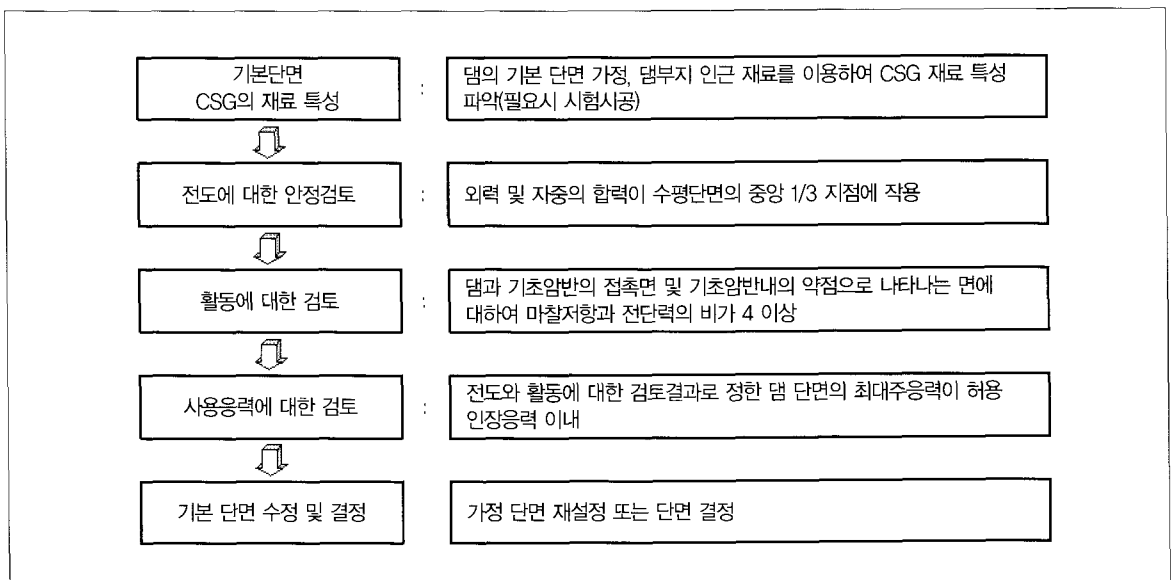 기본단면
CSG의 재료 특성
:
댐의 기본 단면 가정, 댐부지 인근 재료를 이용하여 CSG 재료 특성
파악(필요시 시험시공)
전도에 대한 안정검토
:
외력 및 자중의 합력이 수평단면의 중앙 1/3 지점에 작용
활동에 대한 검토
:
댐과 기초암반의 접촉면 및 기초암반내의 약점으로 나타나는 면에
대하여 마찰저항과 전단력의 비가 4 이상
사용응력에 대한 검토
:
전도와 활동에 대한 검토결과로 정한 댐 단면의 최대주응력이 허용
인장응력 이내
기본 단면 수정 및 결정
가정 단면 재설정 또는 단면 결정